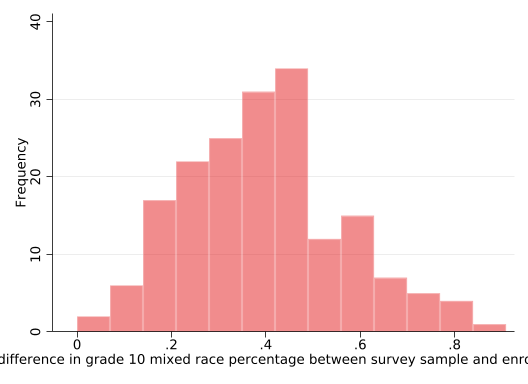 40
30
20
10
0
Frequency
0 .2 .4 .6 .8
difference in grade 10 mixed race percentage between survey sample and enro